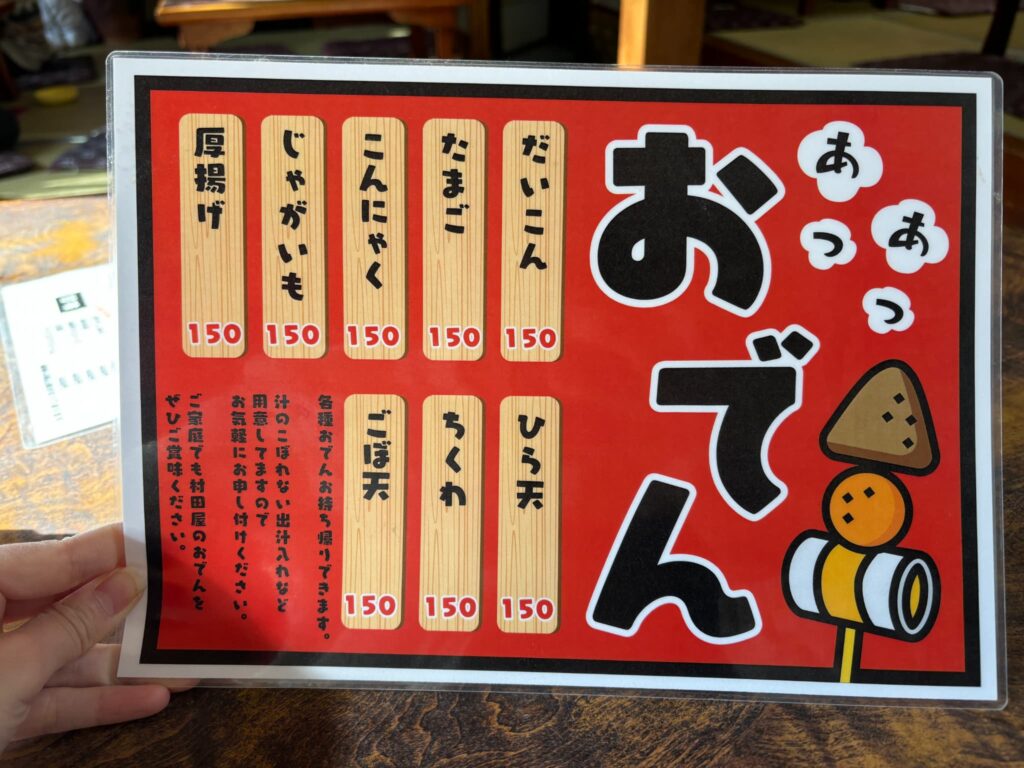 おでん
あつ
あつ
だいこん
150
たまご
150
こんにゃく
150
じゃがいも
150
厚揚げ
150
ひら天
150
ちくわ
150
ごぼ天
150
各種おでんお持ち帰りできます。
汁のこぼれない出汁入れなど
用意してますので
お気軽にお申し付けください。
ご家庭でも村田屋のおでんを
ぜひご賞味ください。